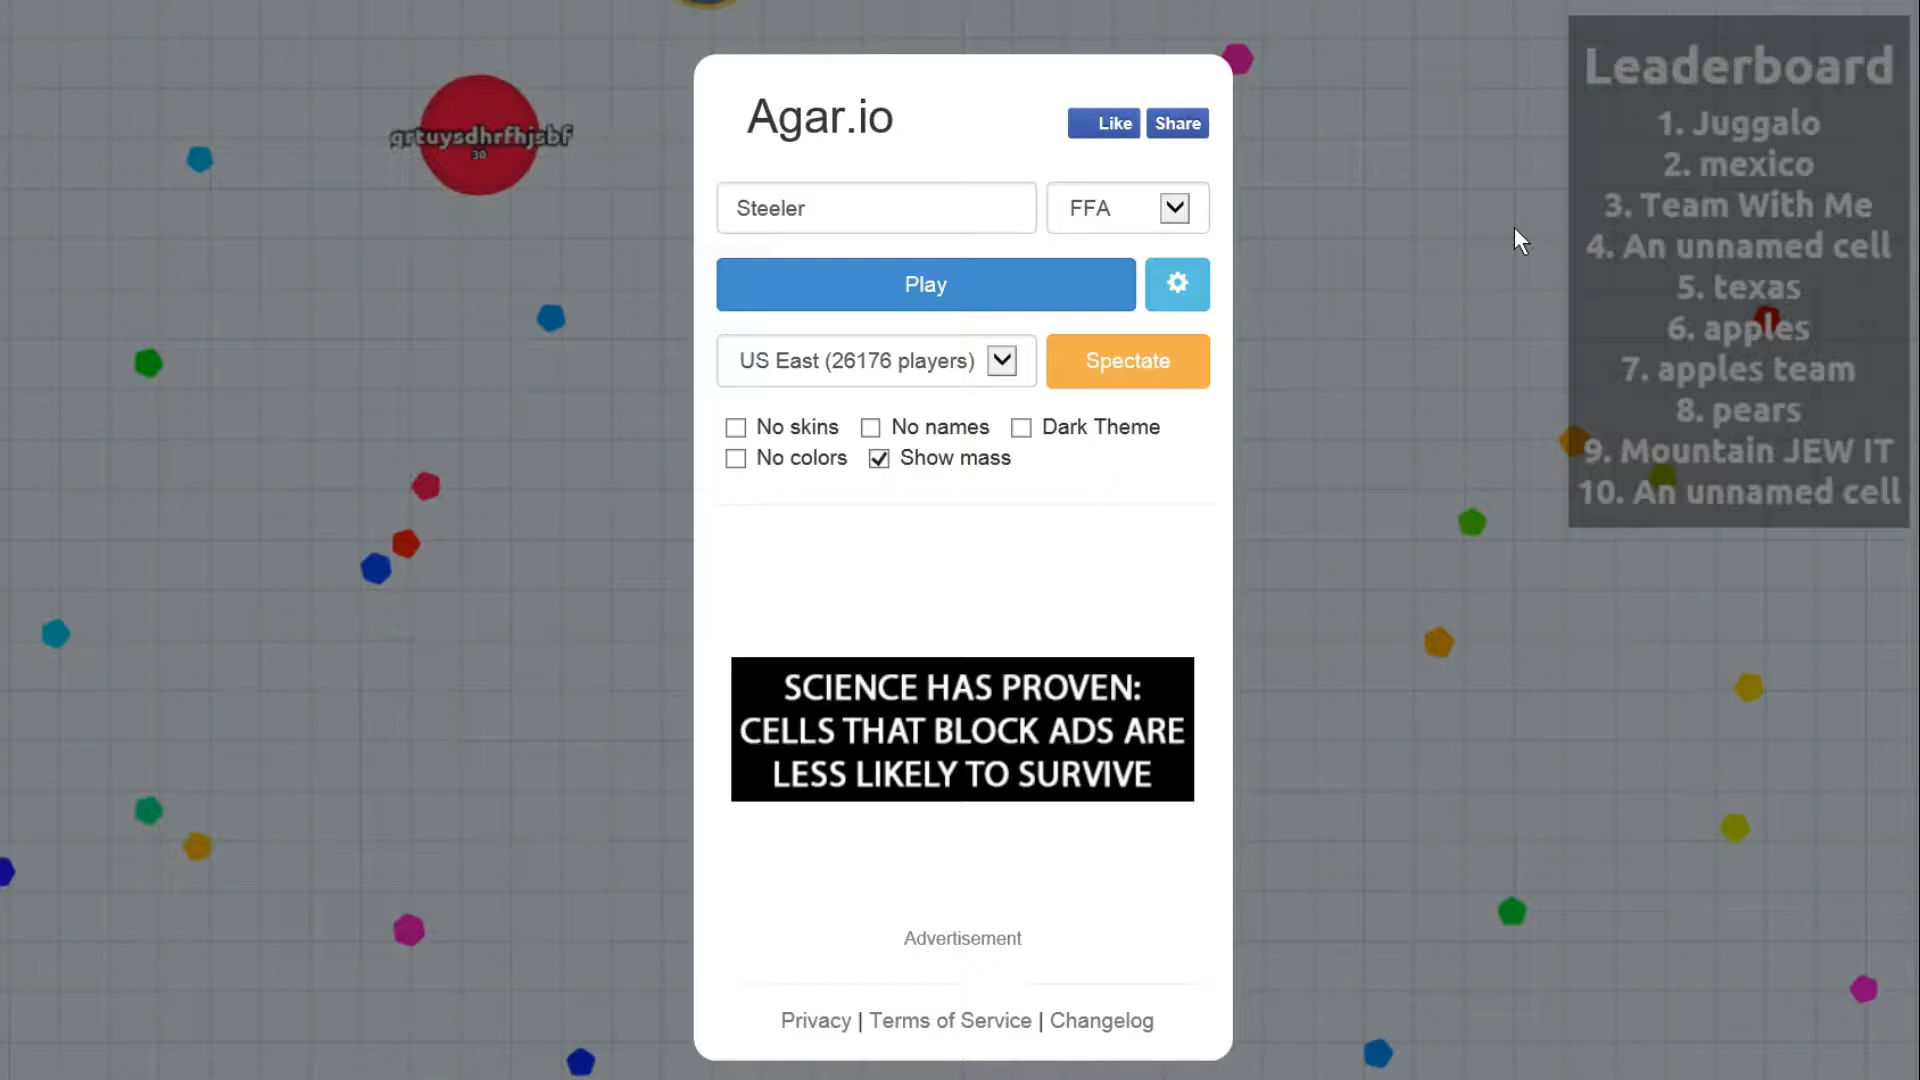 Agar.io
Like
Share
Steeler
FFA
Play
US East (26176 players)
Spectate
No skins
No names
Dark Theme
No colors
Show mass
SCIENCE HAS PROVEN:
CELLS THAT BLOCK ADS ARE
LESS LIKELY TO SURVIVE
Advertisement
Privacy | Terms of Service | Changelog
grtuysdhrfhjsbf
30
Leaderboard
1. Juggalo
2. mexico
3. Team With Me
4. An unnamed cell
5. texas
6. apples
7. apples team
8. pears
9. Mountain JEW IT
10. An unnamed cell